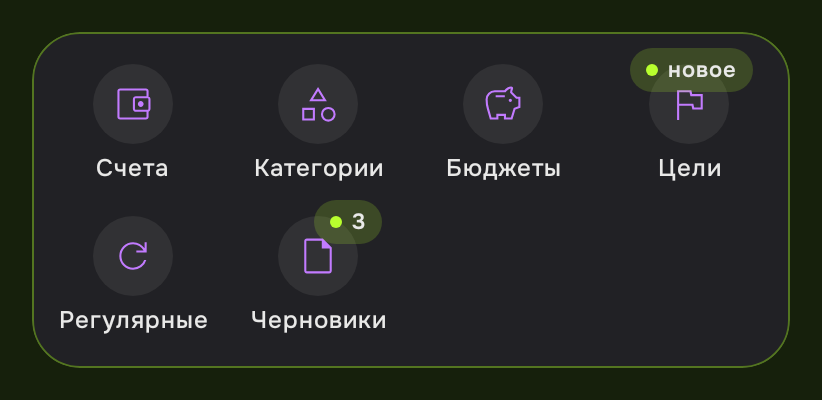 новое
Счета
Категории
Бюджеты
Цели
3
Регулярные
Черновики